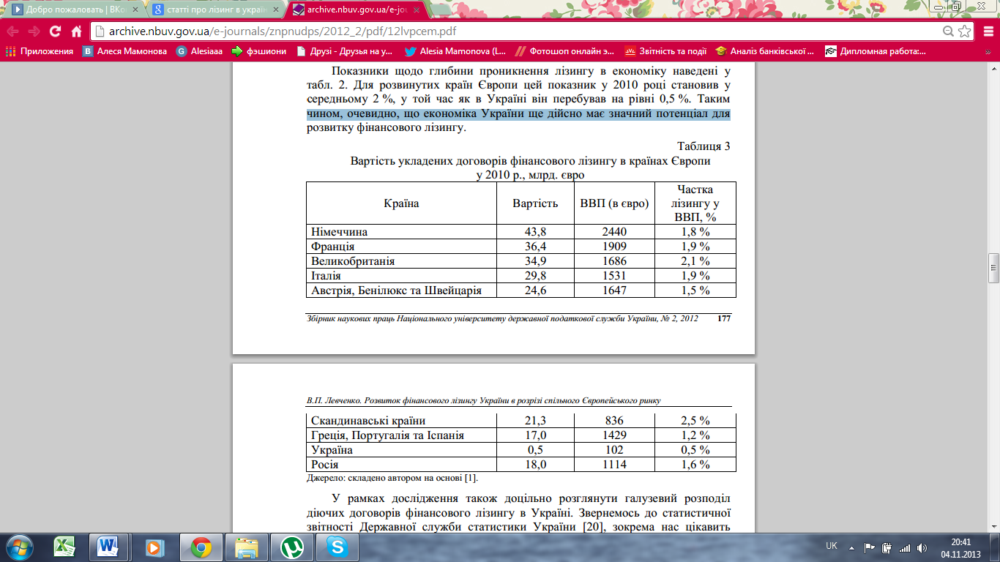 Добро пожаловать | ВКо
статті про лізинг в украї
archive.nbuv.gov.ua/e-jou
archive.nbuv.gov.ua/e-journals/znpnudps/2012_2/pdf/12lvpcem.pdf
Приложения Алеся Мамонова Alesiaaa фэшиони Друзі - Друзья на у... Alesia Mamonova (L... Фотошоп онлайн э... Звітність та події Аналіз банківської ... Дипломная работа:... »
Показники щодо глибини проникнення лізингу в економіку наведені у
табл. 2. Для розвинутих країн Європи цей показник у 2010 році становив у
середньому 2 %, у той час як в Україні він перебував на рівні 0,5 %. Таким
чином, очевидно, що економіка України ще дійсно має значний потенціал для
розвитку фінансового лізингу.
Таблиця 3
Вартість укладених договорів фінансового лізингу в країнах Європи
у 2010 р., млрд. євро
Країна Вартість ВВП (в євро) Частка лізингу у ВВП, %
Німеччина 43,8 2440 1,8 %
Франція 36,4 1909 1,9 %
Великобританія 34,9 1686 2,1 %
Італія 29,8 1531 1,9 %
Австрія, Бенілюкс та Швейцарія 24,6 1647 1,5 %
Збірник наукових праць Національного університету державної податкової служби України, № 2, 2012 177
В.П. Левченко. Розвиток фінансового лізингу України в розрізі спільного Європейського ринку
Скандинавські країни 21,3 836 2,5 %
Греція, Португалія та Іспанія 17,0 1429 1,2 %
Україна 0,5 102 0,5 %
Росія 18,0 1114 1,6 %
Джерело: складено автором на основі [1].
У рамках дослідження також доцільно розглянути галузевий розподіл
діючих договорів фінансового лізингу в Україні. Звернемось до статистичної
звітності Державної служби статистики України [20], зокрема нас цікавить
UK 20:41
04.11.2013